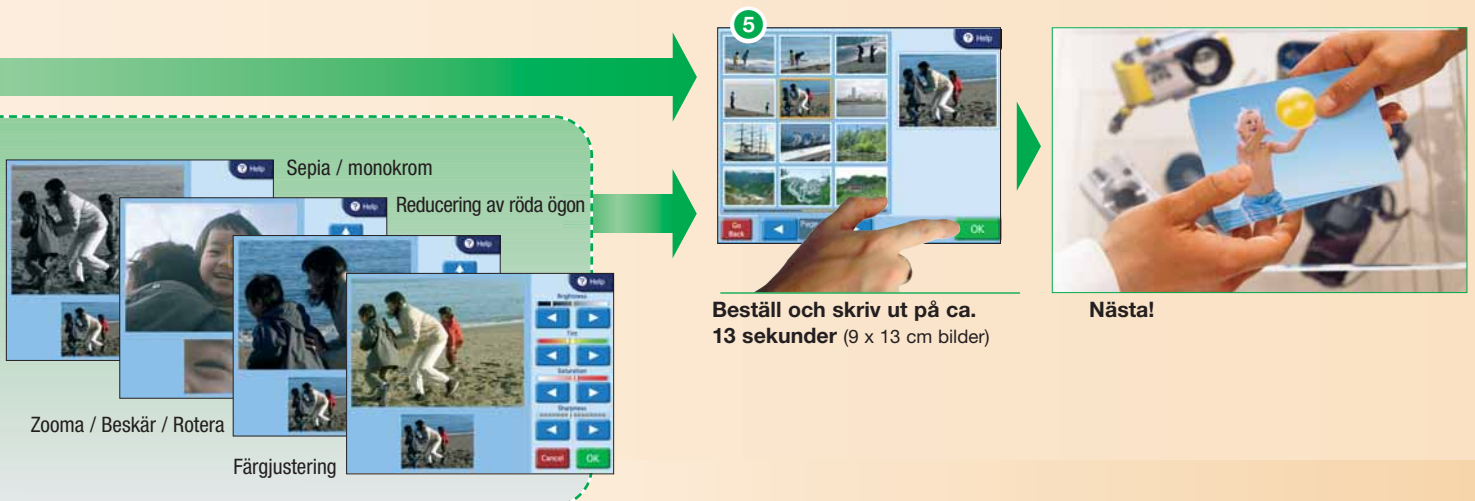 Help
Sepia / monokrom
Help
Reducering av röda ögon
Help
Zooma / Beskär / Rotera
Help
Brightness
Tint
Saturation
Sharpness
Cancel
OK
Färgjustering
5
Help
Go
Back
OK
Beställ och skriv ut på ca.
13 sekunder (9 x 13 cm bilder)
Nästa!